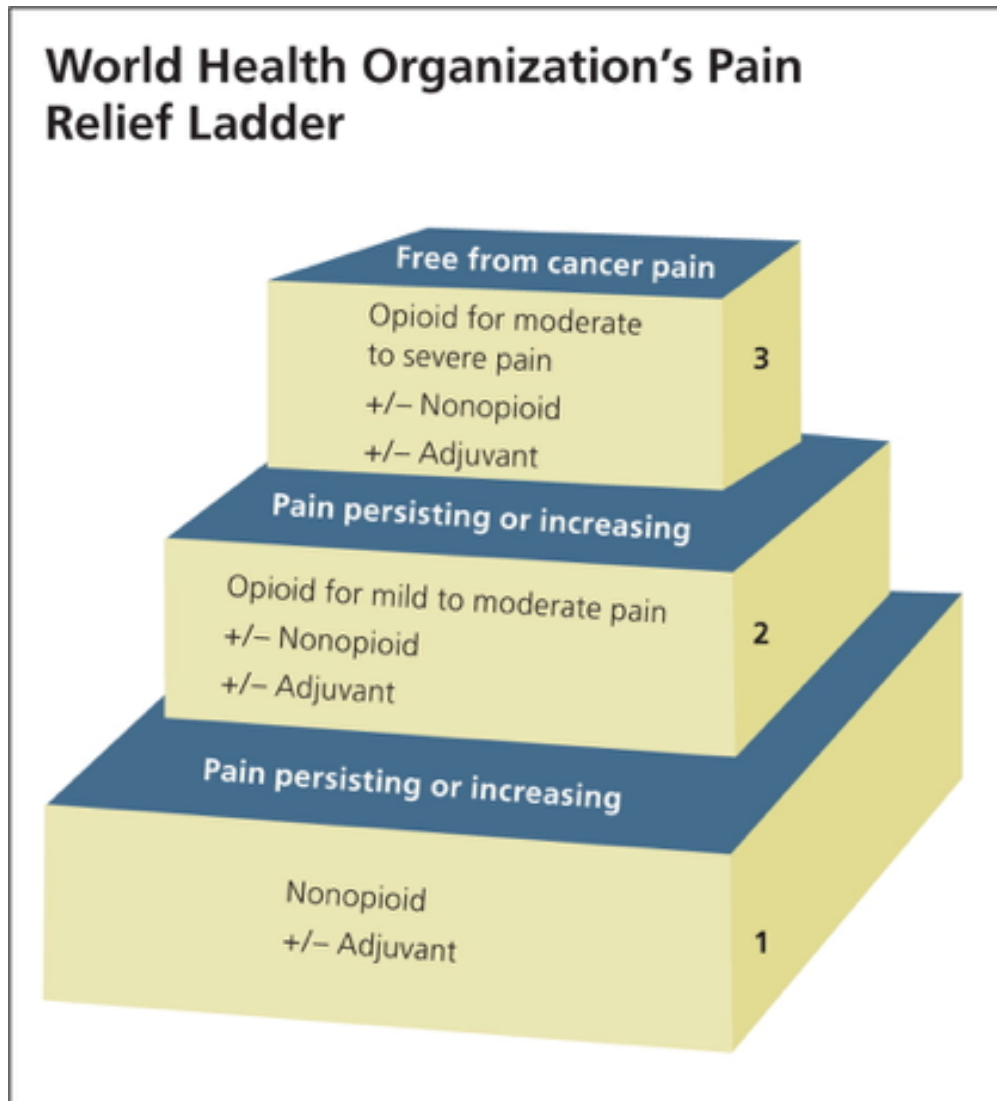 World Health Organization’s Pain
Relief Ladder
Free from cancer pain
Opioid for moderate
to severe pain
+/– Nonopioid
+/– Adjuvant
3
Pain persisting or increasing
Opioid for mild to moderate pain
+/– Nonopioid
+/– Adjuvant
2
Pain persisting or increasing
Nonopioid
+/– Adjuvant
1